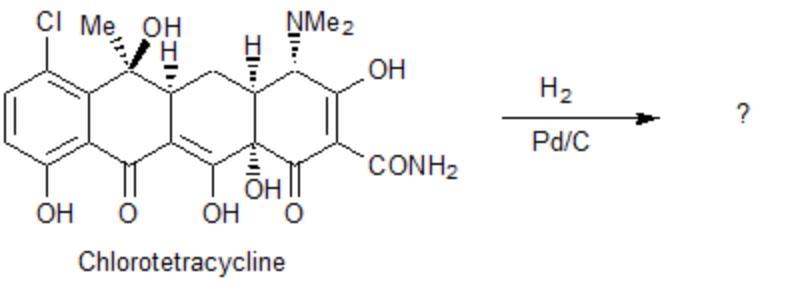 Cl Me OH NMe2
H H
OH
H2
Pd/C
?
CONH2
OH
OH O OH O
Chlorotetracycline